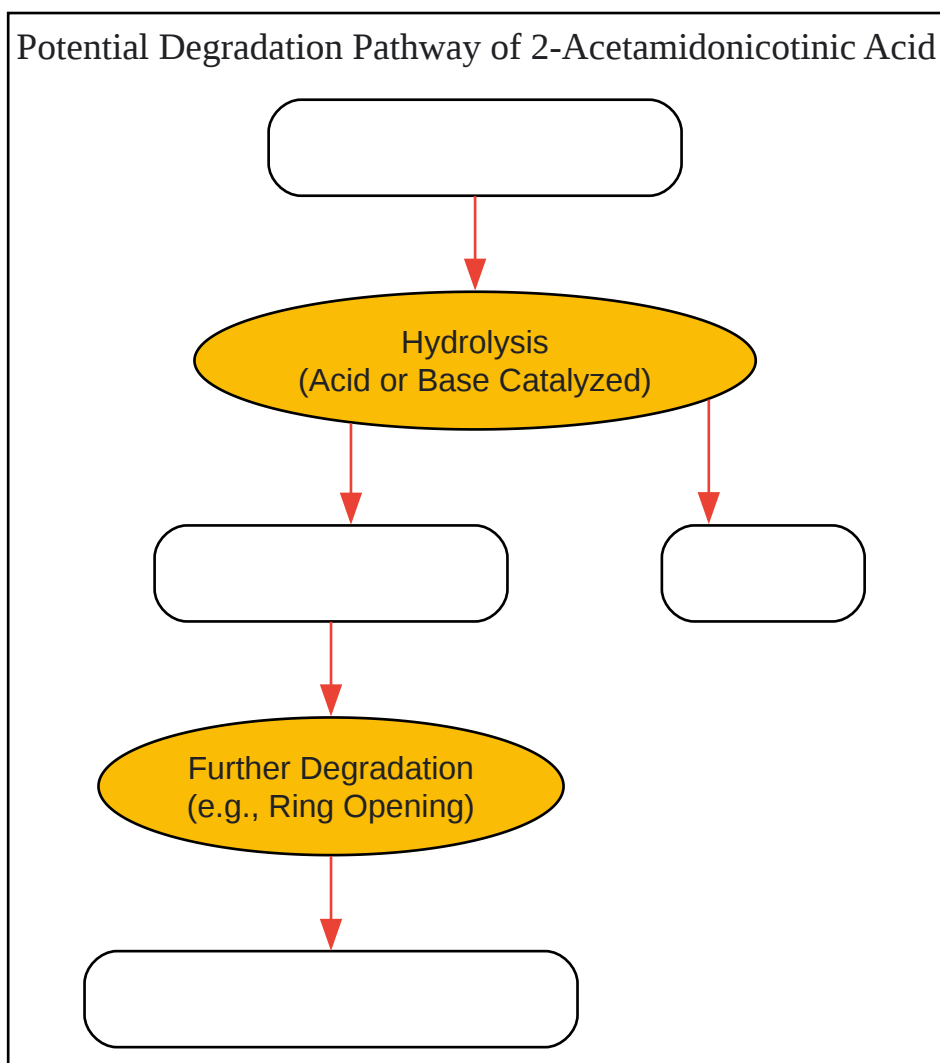 Potential Degradation Pathway of 2-Acetamidonicotinic Acid
Hydrolysis
(Acid or Base Catalyzed)
Further Degradation
(e.g., Ring Opening)